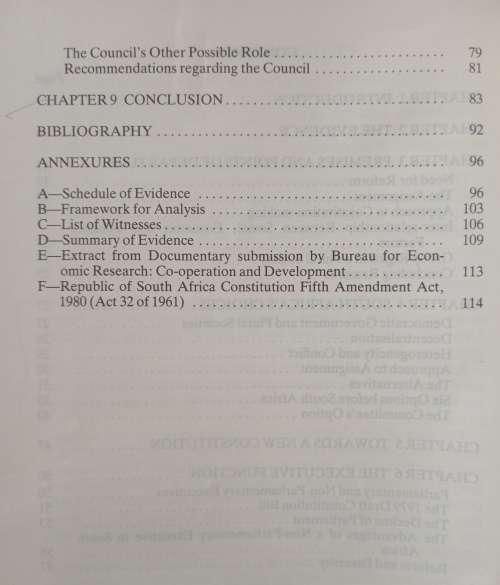 The Council's Other Possible Role ........................ 79
Recommendations regarding the Council .................. 81
CHAPTER 9 CONCLUSION ............................... 83
BIBLIOGRAPHY ......................................... 92
ANNEXURES ............................................ 96
A—Schedule of Evidence .................................. 96
B—Framework for Analysis ................................ 103
C—List of Witnesses ....................................... 106
D—Summary of Evidence .................................. 109
E—Extract from Documentary submission by Bureau for Econ-
omic Research: Co-operation and Development ............. 113
F—Republic of South Africa Constitution Fifth Amendment Act,
1980 (Act 32 of 1961) ................................... 114